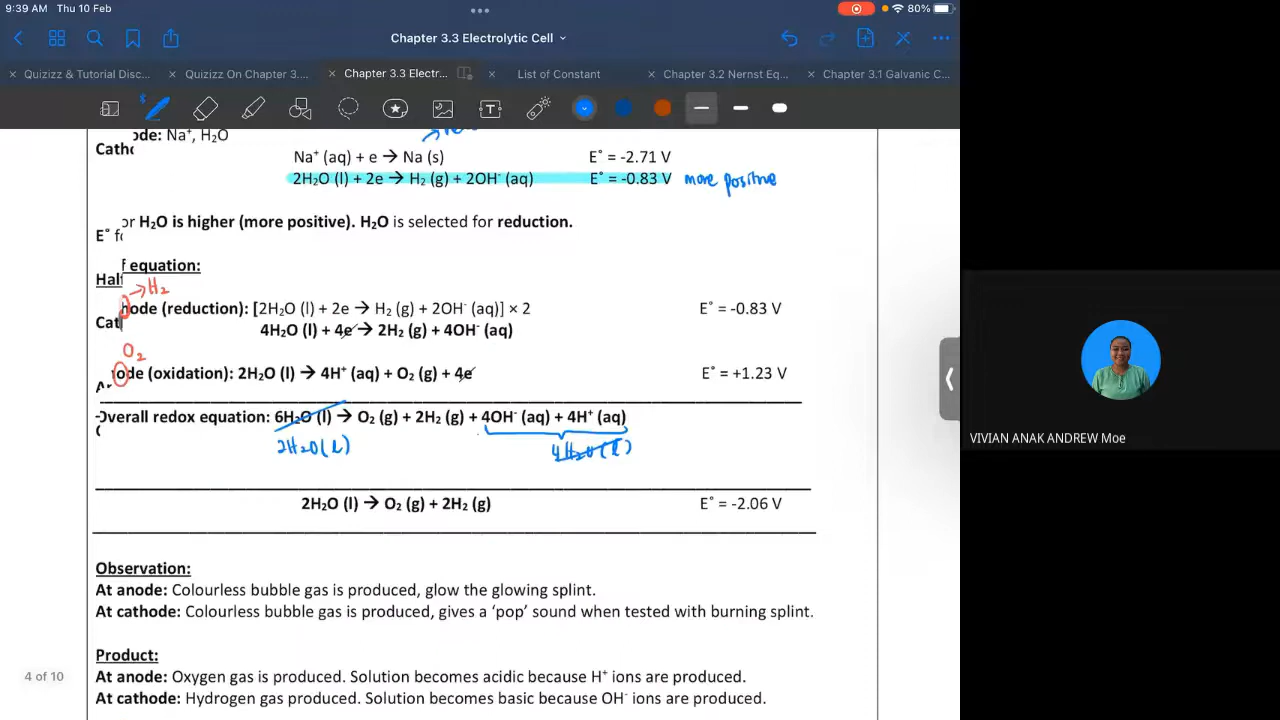 9:39 AM Thu 10 Feb
80%
Chapter 3.3 Electrolytic Cell
Quizizz & Tutorial Disc...
Quizizz On Chapter 3....
Chapter 3.3 Electr...
List of Constant
Chapter 3.2 Nernst Eq...
Chapter 3.1 Galvanic C...
ode: Na⁺, H₂O
Catho
Na⁺ (aq) + e → Na (s) E° = -2.71 V
2H₂O (l) + 2e → H₂ (g) + 2OH⁻ (aq) E° = -0.83 V more positive
or H₂O is higher (more positive). H₂O is selected for reduction.
E° fo
f equation:
Half
→ H₂
hode (reduction): [2H₂O (l) + 2e → H₂ (g) + 2OH⁻ (aq)] × 2 E° = -0.83 V
Cat
4H₂O (l) + 4e → 2H₂ (g) + 4OH⁻ (aq)
O₂
ode (oxidation): 2H₂O (l) → 4H⁺ (aq) + O₂ (g) + 4e E° = +1.23 V
Overall redox equation: 6H₂O (l) → O₂ (g) + 2H₂ (g) + 4OH⁻ (aq) + 4H⁺ (aq)
2H₂O(l) 4H₂O(l)
2H₂O (l) → O₂ (g) + 2H₂ (g) E° = -2.06 V
Observation:
At anode: Colourless bubble gas is produced, glow the glowing splint.
At cathode: Colourless bubble gas is produced, gives a ‘pop’ sound when tested with burning splint.
Product:
At anode: Oxygen gas is produced. Solution becomes acidic because H⁺ ions are produced.
At cathode: Hydrogen gas produced. Solution becomes basic because OH⁻ ions are produced.
4 of 10
VIVIAN ANAK ANDREW Moe